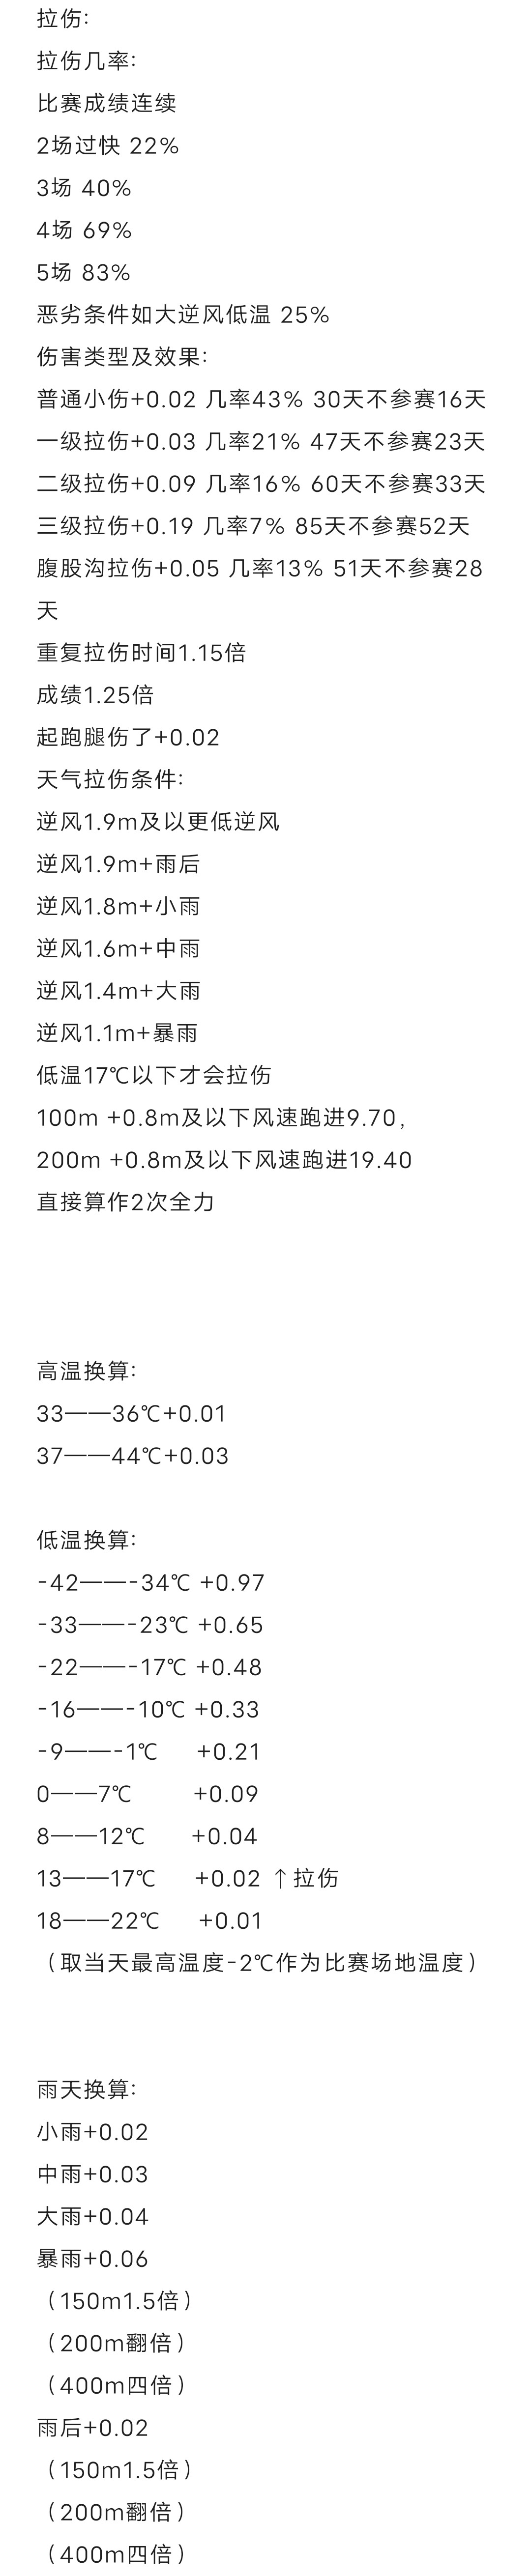 拉伤:
拉伤几率:
比赛成绩连续
2场过快 22%
3场 40%
4场 69%
5场 83%
恶劣条件如大逆风低温 25%
伤害类型及效果:
普通小伤+0.02 几率43% 30天不参赛16天
一级拉伤+0.03 几率21% 47天不参赛23天
二级拉伤+0.09 几率16% 60天不参赛33天
三级拉伤+0.19 几率7% 85天不参赛52天
腹股沟拉伤+0.05 几率13% 51天不参赛28
天
重复拉伤时间1.15倍
成绩1.25倍
起跑腿伤了+0.02
天气拉伤条件:
逆风1.9m及以更低逆风
逆风1.9m+雨后
逆风1.8m+小雨
逆风1.6m+中雨
逆风1.4m+大雨
逆风1.1m+暴雨
低温17℃以下才会拉伤
100m +0.8m及以下风速跑进9.70,
200m +0.8m及以下风速跑进19.40
直接算作2次全力
高温换算:
33——36℃+0.01
37——44℃+0.03
低温换算:
-42——-34℃ +0.97
-33——-23℃ +0.65
-22——-17℃ +0.48
-16——-10℃ +0.33
-9——-1℃ +0.21
0——7℃ +0.09
8——12℃ +0.04
13——17℃ +0.02 ↑拉伤
18——22℃ +0.01
（取当天最高温度-2℃作为比赛场地温度）
雨天换算:
小雨+0.02
中雨+0.03
大雨+0.04
暴雨+0.06
（150m1.5倍）
（200m翻倍）
（400m四倍）
雨后+0.02
（150m1.5倍）
（200m翻倍）
（400m四倍）